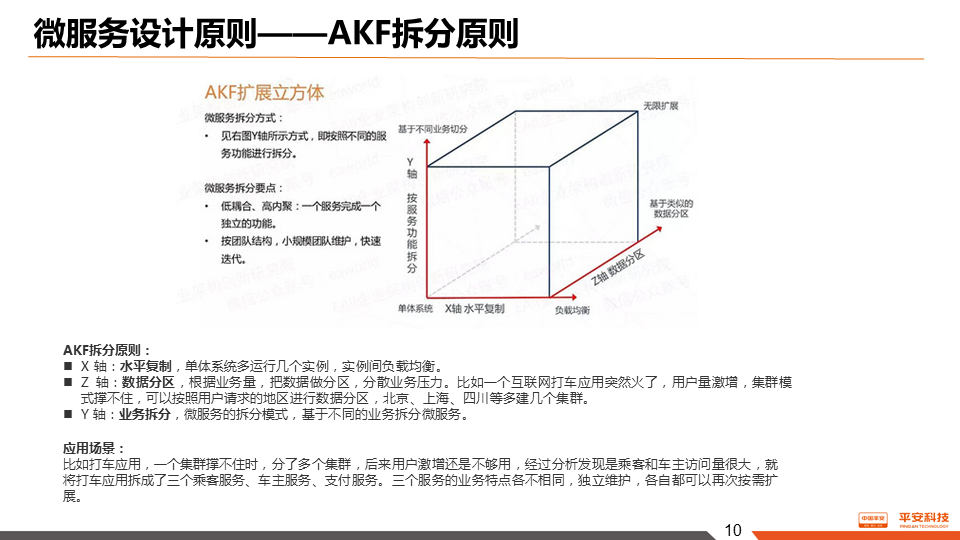 微服务设计原则——AKF拆分原则
AKF扩展立方体
微服务拆分方式：
• 见右图Y轴所示方式，即按照不同的服
务功能进行拆分。
微服务拆分要点：
• 低耦合、高内聚：一个服务完成一个
独立的功能。
• 按团队结构，小规模团队维护，快速
迭代。
无限扩展
基于不同业务切分
Y轴 按服务功能拆分
基于类似的
数据分区
Z轴 数据分区
单体系统
X轴 水平复制
负载均衡
AKF拆分原则：
■ X 轴：水平复制，单体系统多运行几个实例，实例间负载均衡。
■ Z 轴：数据分区，根据业务量，把数据做分区，分散业务压力。比如一个互联网打车应用突然火了，用户量激增，集群模
式撑不住，可以按照用户请求的地区进行数据分区，北京、上海、四川等多建几个集群。
■ Y 轴：业务拆分，微服务的拆分模式，基于不同的业务拆分微服务。
应用场景：
比如打车应用，一个集群撑不住时，分了多个集群，后来用户激增还是不够用，经过分析发现是乘客和车主访问量很大，就
将打车应用拆成了三个乘客服务、车主服务、支付服务。三个服务的业务特点各不相同，独立维护，各自都可以再次按需扩
展。
10
中国平安
平安科技
PINGAN TECHNOLOGY